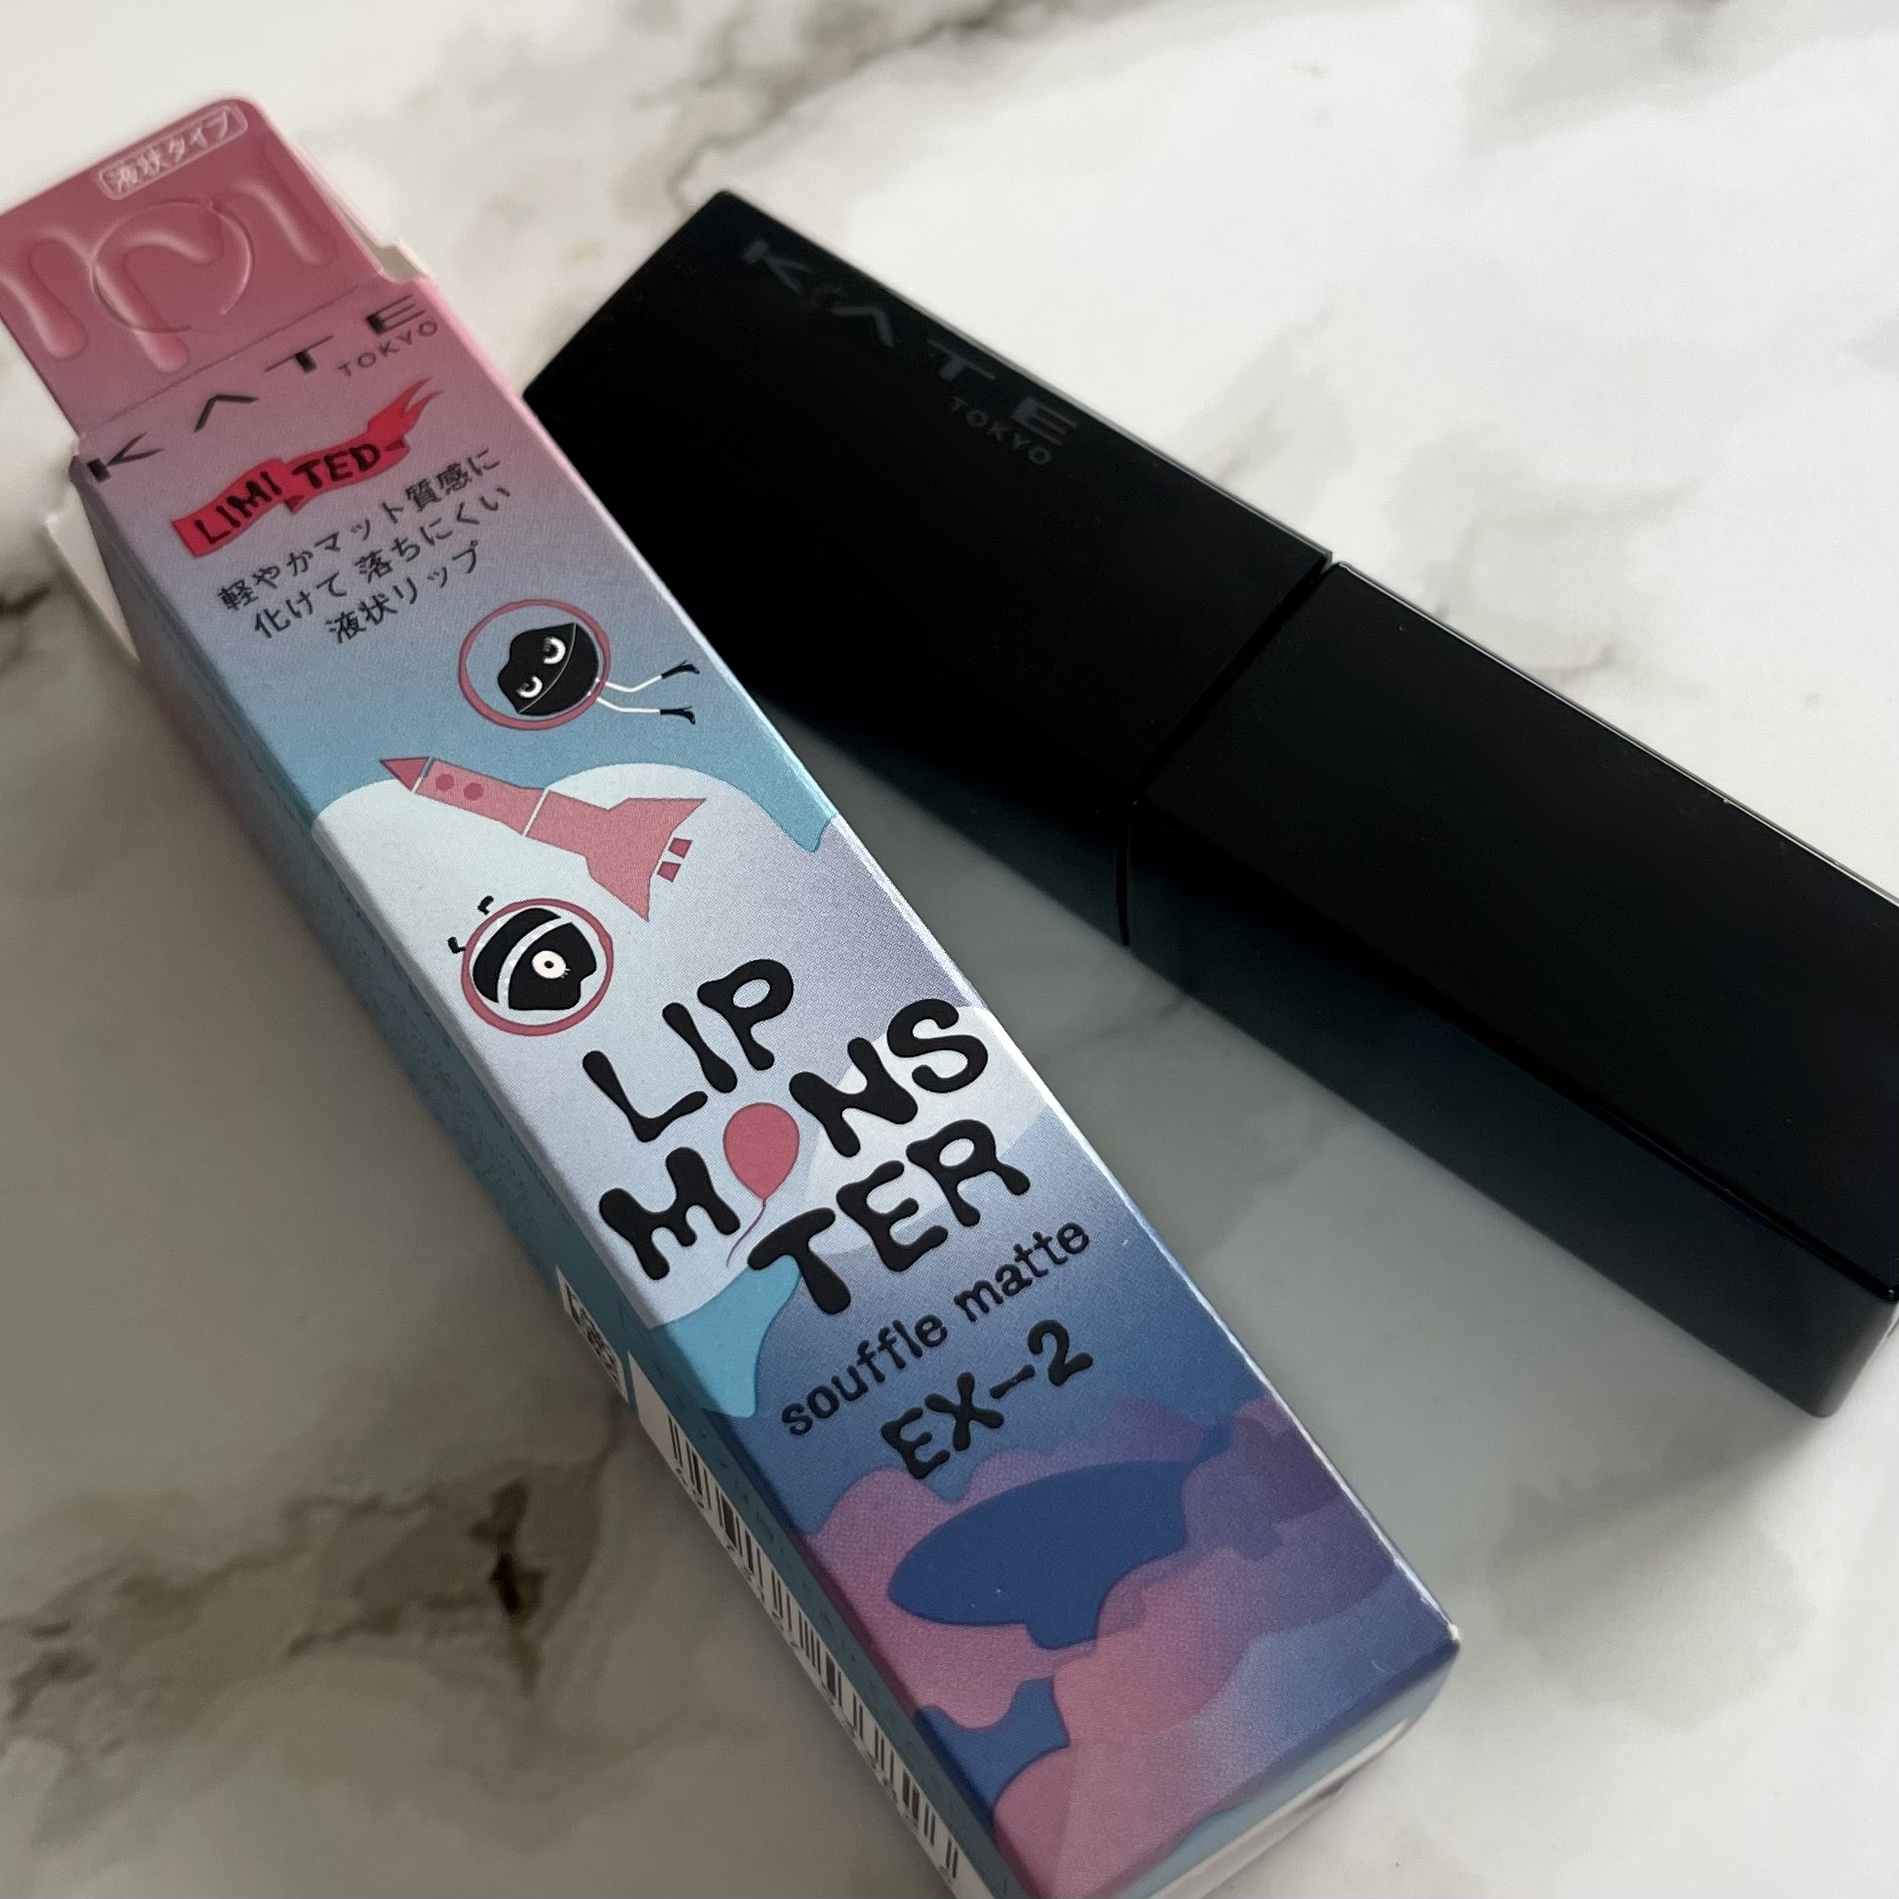 液状タイプ
KATE
TOKYO
LIMITED
軽やかマット質感に
化けて 落ちにくい
液状リップ
LIP
MONS
TER
souffle matte
EX-2
KATE
TOKYO